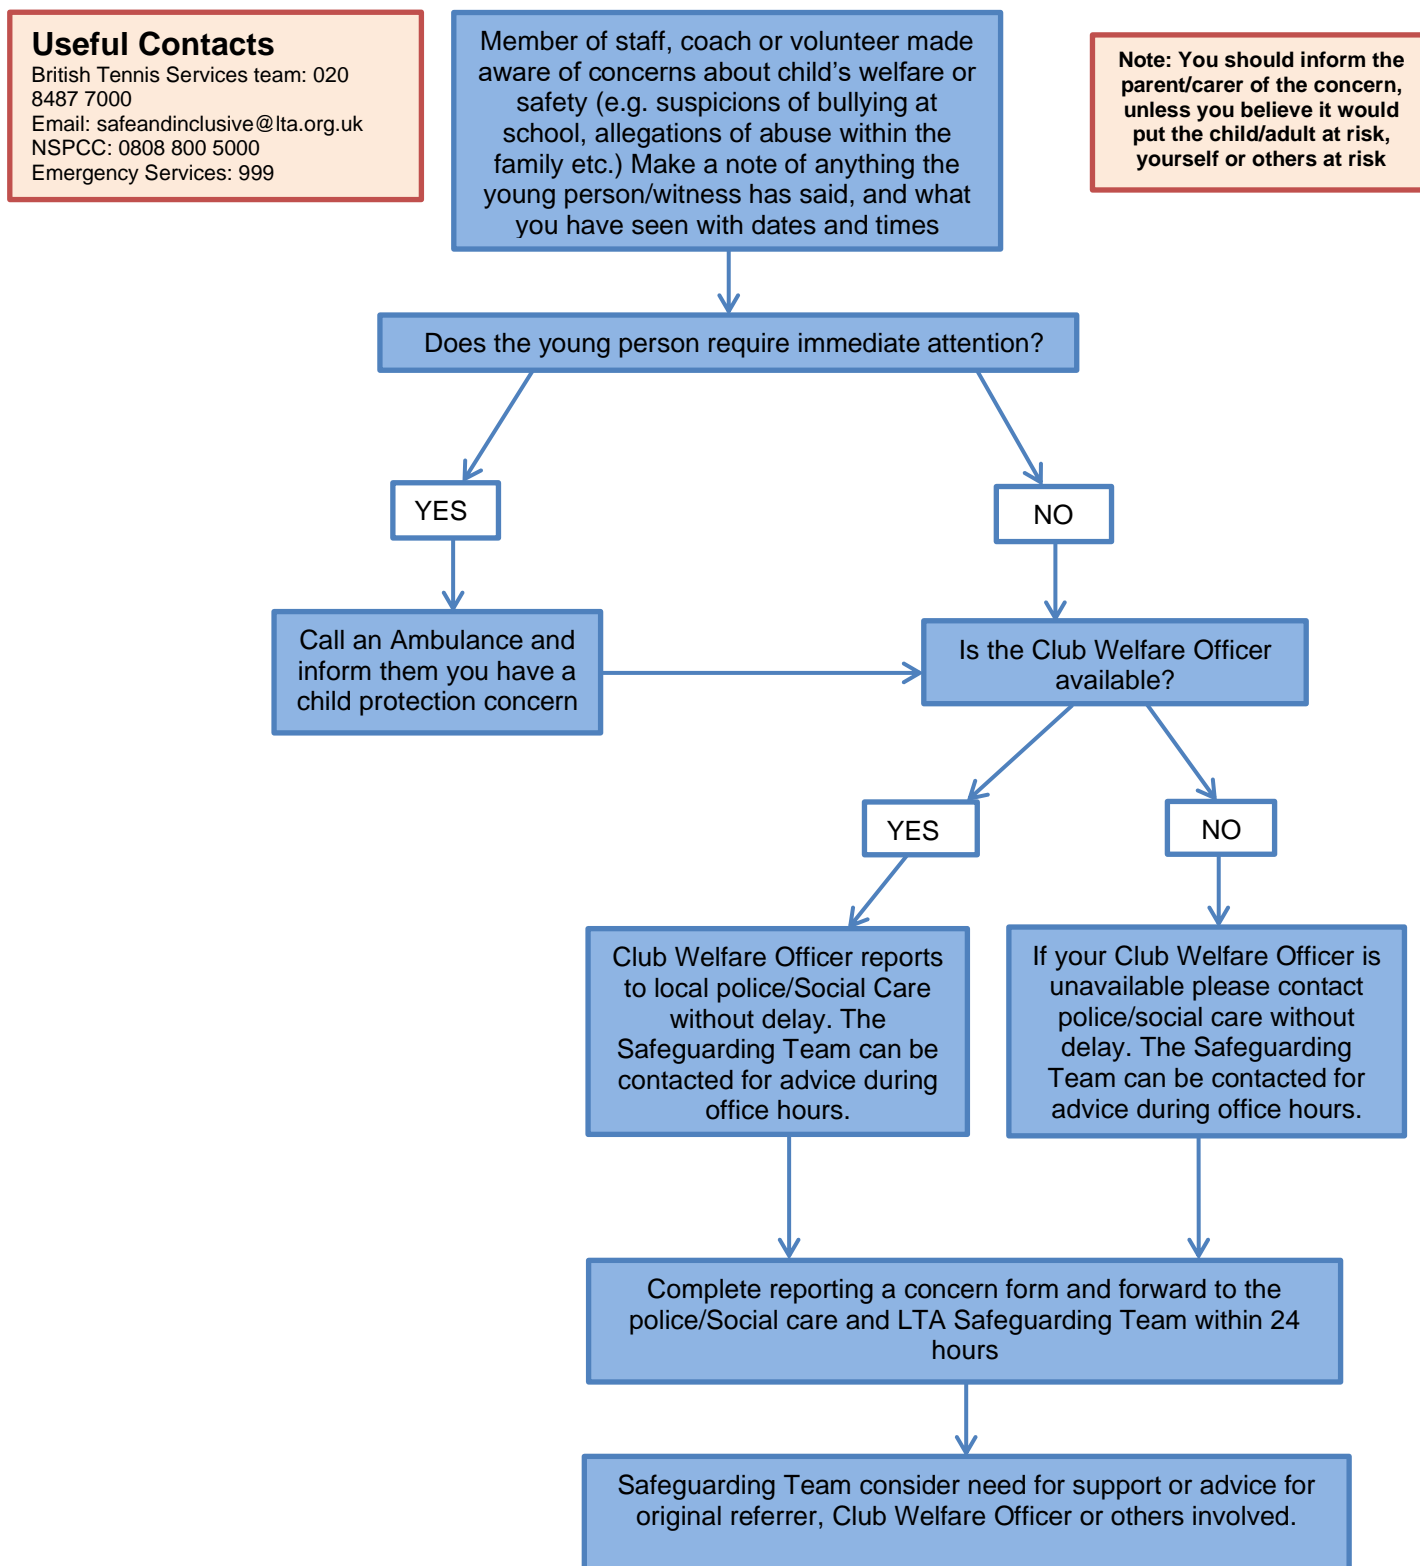 Useful Contacts
British Tennis Services team: 020
8487 7000
Email: safeandinclusive@lta.org.uk
NSPCC: 0808 800 5000
Emergency Services: 999
Member of staff, coach or volunteer made
aware of concerns about child's welfare or
safety (e.g. suspicions of bullying at
school, allegations of abuse within the
family etc.) Make a note of anything the
young person/witness has said, and what
you have seen with dates and times
Note: You should inform the
parent/carer of the concern,
unless you believe it would
put the child/adult at risk,
yourself or others at risk
Does the young person require immediate attention?
YES
NO
Call an Ambulance and
inform them you have a
child protection concern
Is the Club Welfare Officer
available?
YES
NO
Club Welfare Officer reports
to local police/Social Care
without delay. The
Safeguarding Team can be
contacted for advice during
office hours.
If your Club Welfare Officer is
unavailable please contact
police/social care without
delay. The Safeguarding
Team can be contacted for
advice during office hours.
Complete reporting a concern form and forward to the
police/Social care and LTA Safeguarding Team within 24
hours
Safeguarding Team consider need for support or advice for
original referrer, Club Welfare Officer or others involved.